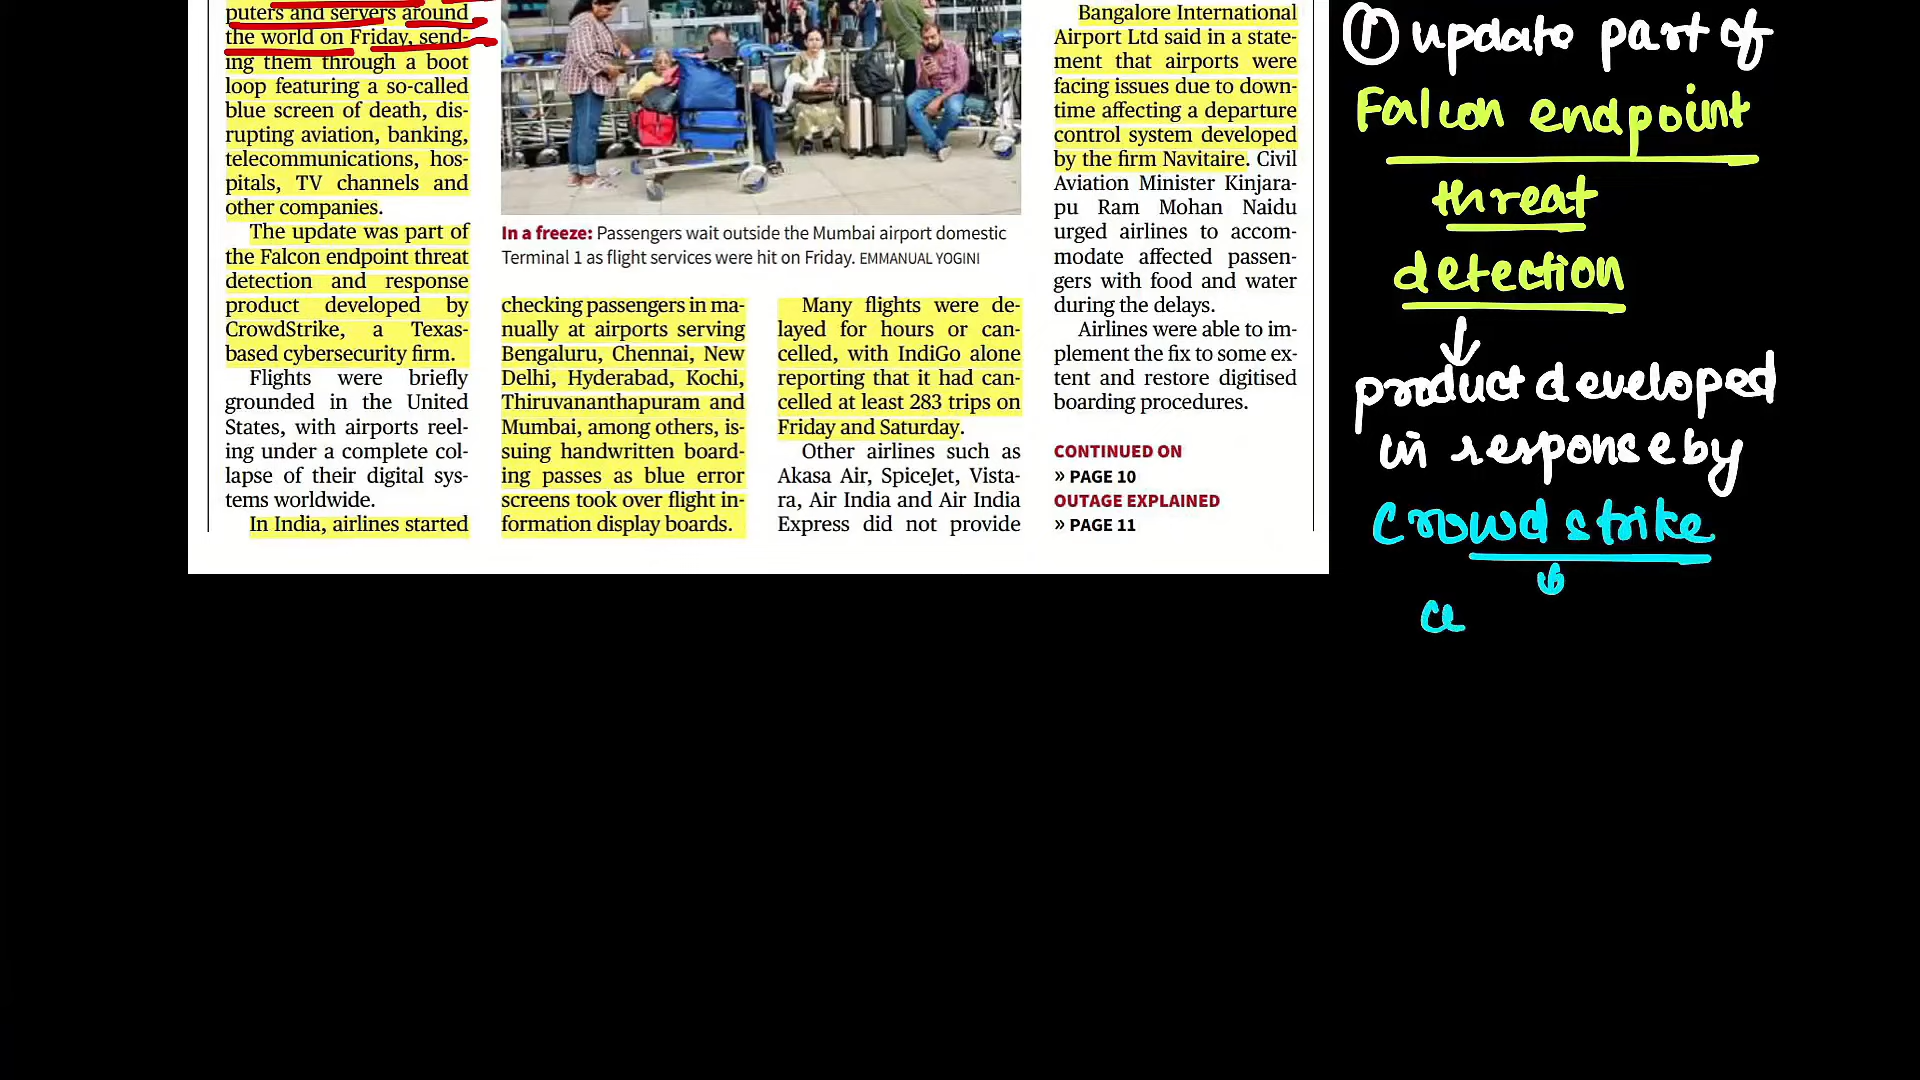 puters and servers around
the world on Friday, send-
ing them through a boot
loop featuring a so-called
blue screen of death, dis-
rupting aviation, banking,
telecommunications, hos-
pitals, TV channels and
other companies.
The update was part of
the Falcon endpoint threat
detection and response
product developed by
CrowdStrike, a Texas-
based cybersecurity firm.
Flights were briefly
grounded in the United
States, with airports reel-
ing under a complete col-
lapse of their digital sys-
tems worldwide.
In India, airlines started
In a freeze: Passengers wait outside the Mumbai airport domestic
Terminal 1 as flight services were hit on Friday. EMMANUAL YOGINI
checking passengers in ma-
nually at airports serving
Bengaluru, Chennai, New
Delhi, Hyderabad, Kochi,
Thiruvananthapuram and
Mumbai, among others, is-
suing handwritten board-
ing passes as blue error
screens took over flight in-
formation display boards.
Many flights were de-
layed for hours or can-
celled, with IndiGo alone
reporting that it had can-
celled at least 283 trips on
Friday and Saturday.
Other airlines such as
Akasa Air, SpiceJet, Vista-
ra, Air India and Air India
Express did not provide
Bangalore International
Airport Ltd said in a state-
ment that airports were
facing issues due to down-
time affecting a departure
control system developed
by the firm Navitaire. Civil
Aviation Minister Kinjara-
pu Ram Mohan Naidu
urged airlines to accom-
modate affected passen-
gers with food and water
during the delays.
Airlines were able to im-
plement the fix to some ex-
tent and restore digitised
boarding procedures.
CONTINUED ON
» PAGE 10
OUTAGE EXPLAINED
» PAGE 11
① update part of
Falcon endpoint
threat
detection
↓
product developed
in response by
Crowdstrike
↓